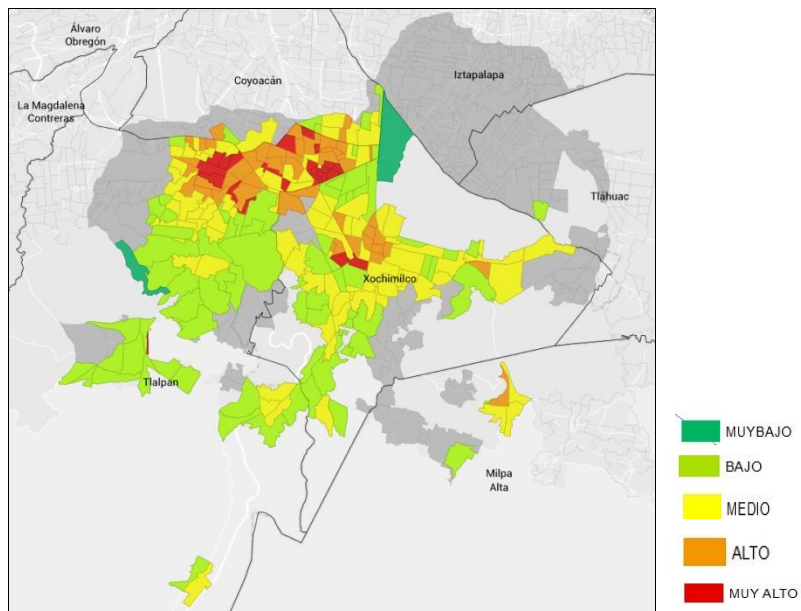 Álvaro
Obregón
Coyoacán
Iztapalapa
La Magdalena
Contreras
Tláhuac
Xochimilco
Tlalpan
Milpa
Alta
MUYBAJO
BAJO
MEDIO
ALTO
MUY ALTO